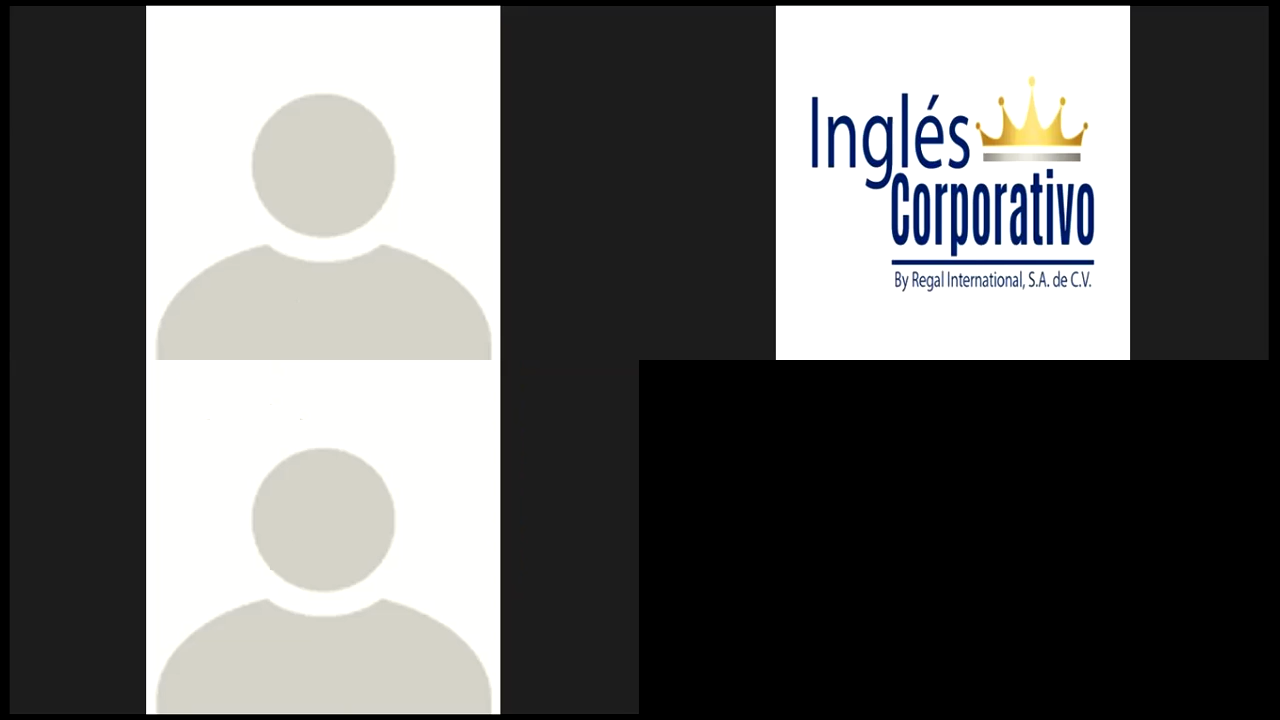 Inglés
Corporativo
By Regal International, S.A. de C.V.